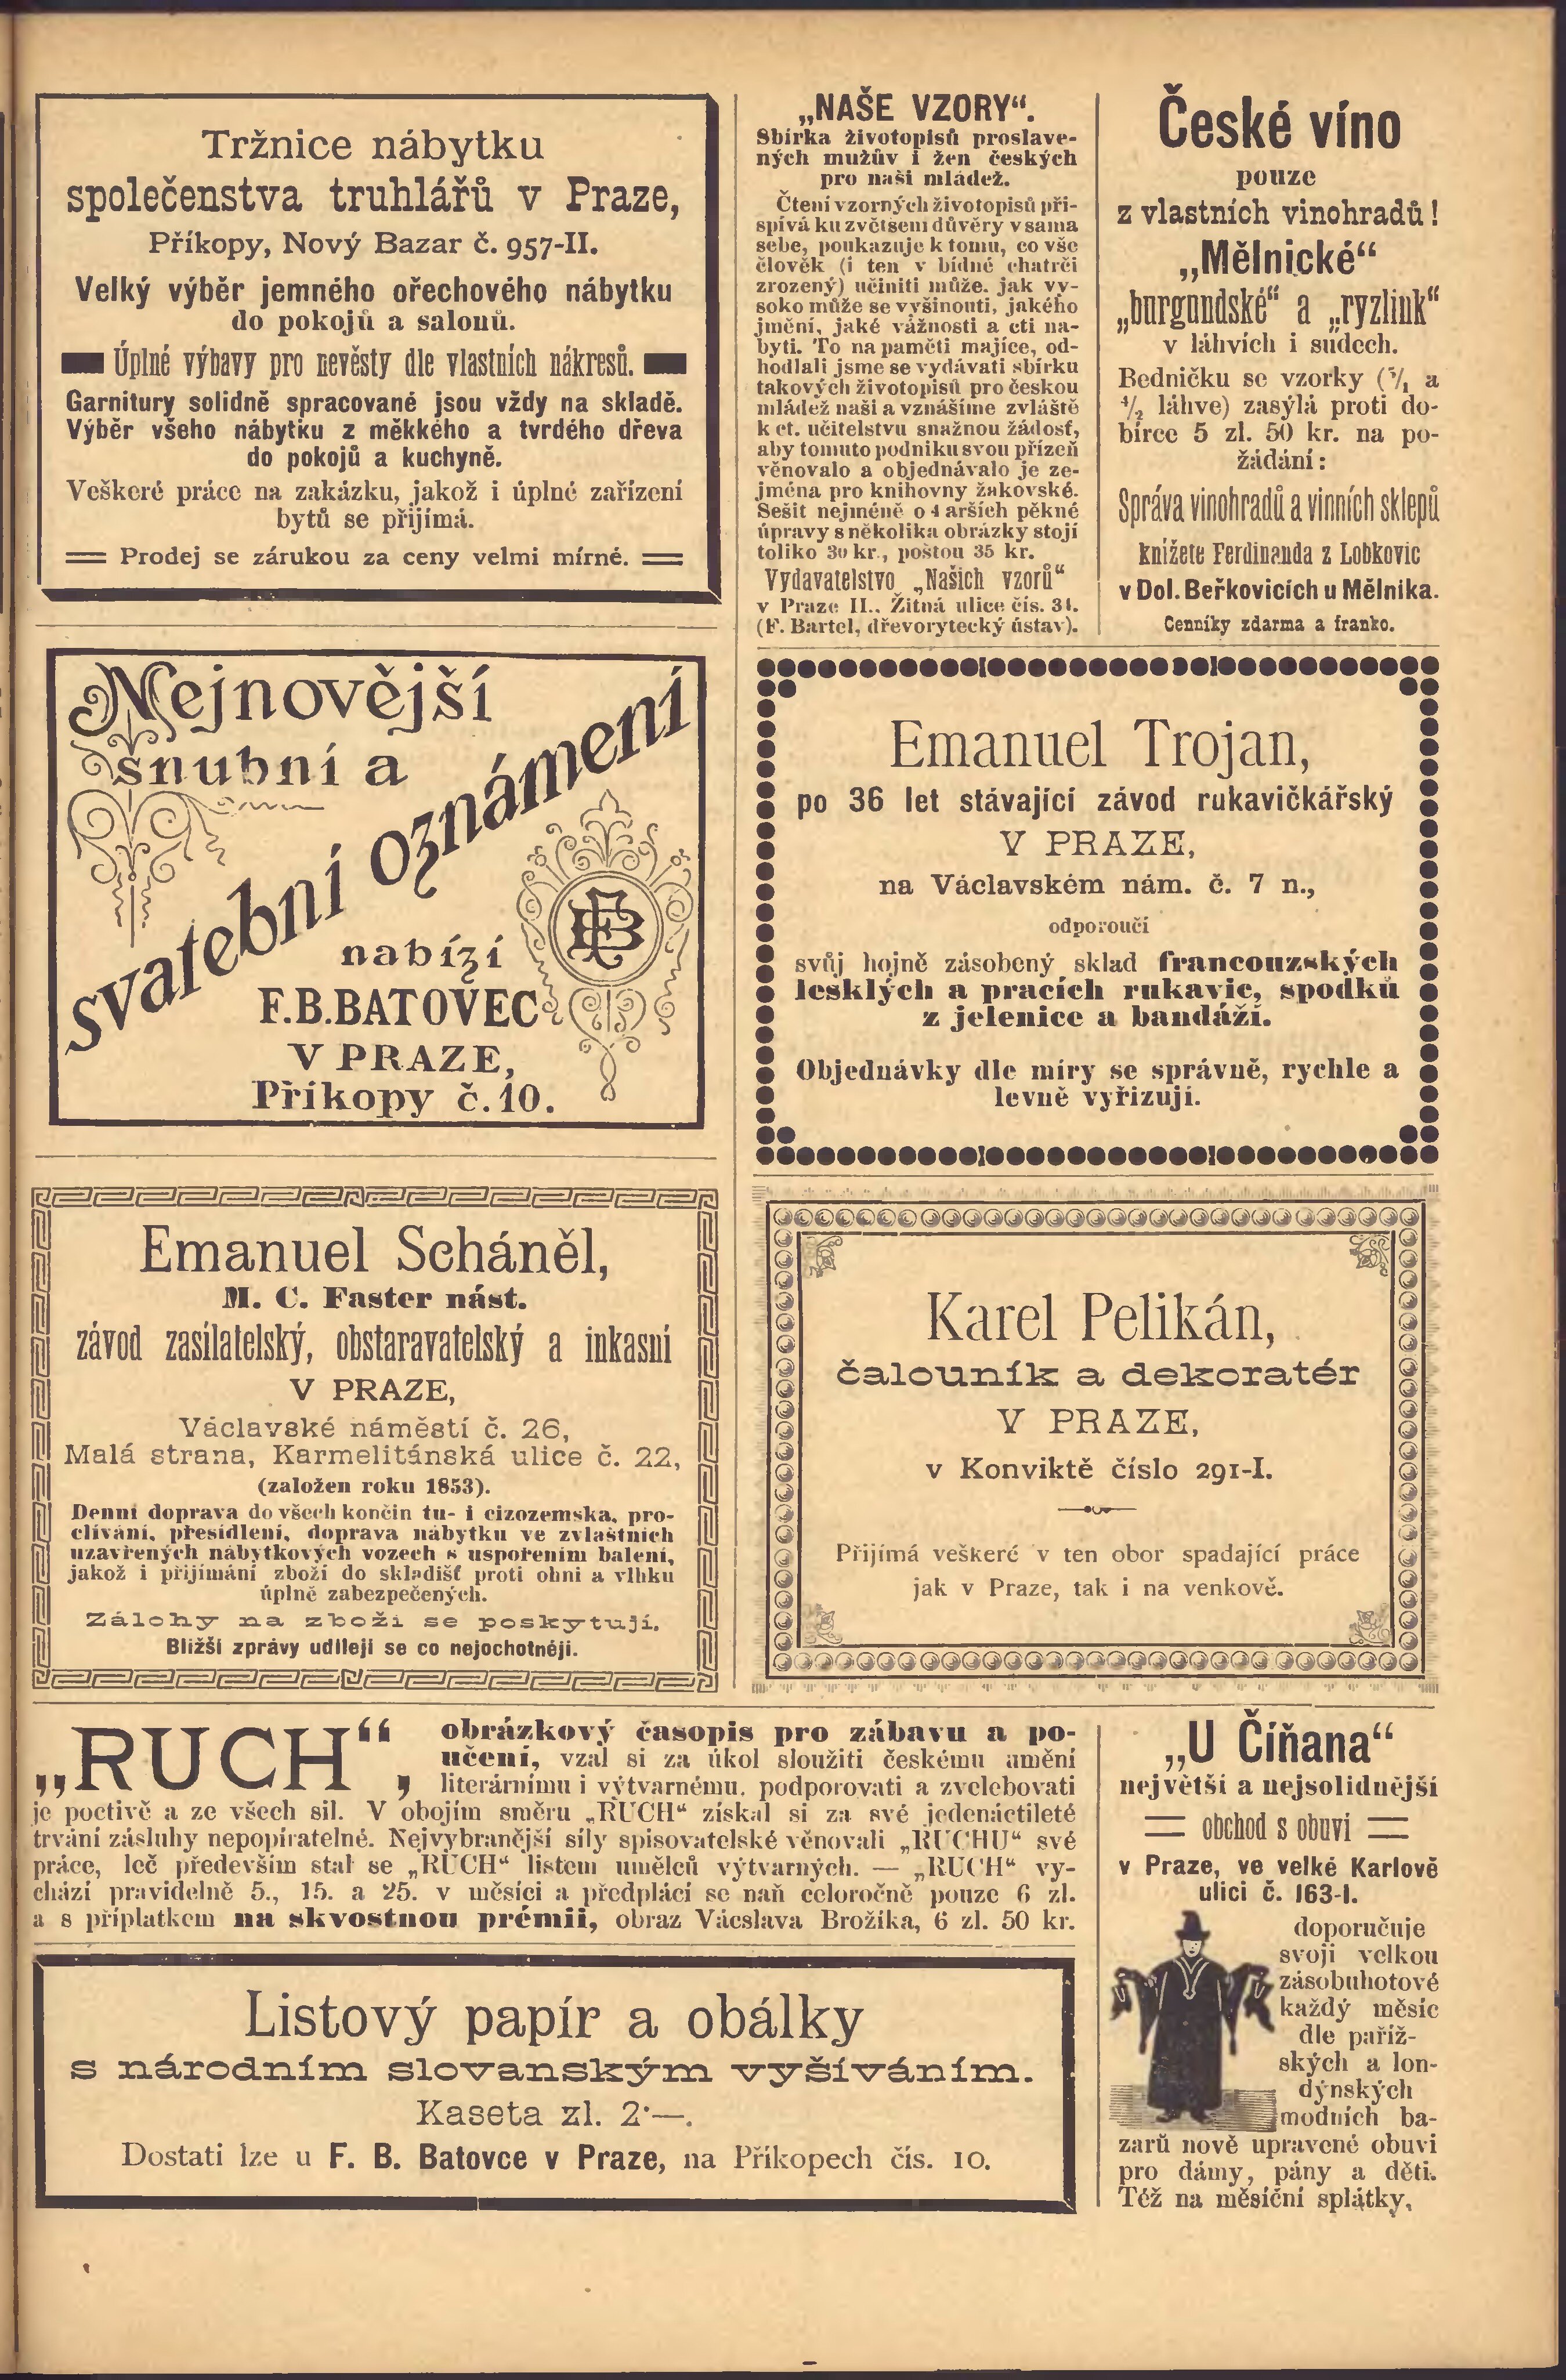 Tržnice nábytku
společenstva truhlářů v Praze,
Příkopy, Nový Bazar č. 957-II.
Velký výběr jemného ořechového nábytku
do pokojů a salonů.
Úplné výbavy pro nevěsty dle vlastních nákresů.
Garnitury solidně spracované jsou vždy na skladě.
Výběr všeho nábytku z měkkého a tvrdého dřeva
do pokojů a kuchyně.
Veškeré práce na zakázku, jakož i úplné zařízení
bytů se přijímá.
Prodej se zárukou za ceny velmi mírné.
„NAŠE VZORY“.
Sbírka životopisů proslave-
ných mužův i žen českých
pro naši mládež.
Čtení vzorných životopisů při-
spívá ku zvětšení důvěry v sama
sebe, poukazuje k tomu, co vše
člověk (i ten v bídné chatrči
zrozený) učiniti může. jak vy-
soko může se vyšinouti, jakého
jmění, jaké vážnosti a cti na-
byti. To na paměti majíce, od-
hodlali jsme se vydávati sbírku
takových životopisů pro českou
mládež naši a vznášíme zvláště
k ct. učitelstvu snažnou žádosť,
aby tomuto podniku svou přízeň
věnovalo a objednávalo je ze-
jména pro knihovny žakovské.
Sešit nejméně o 4 arších pěkné
úpravy s několika obrázky stojí
toliko 30 kr., poštou 35 kr.
Vydavatelstvo „Našich vzorů“
v Praze II., Žitná ulice čís. 31.
(F. Bartel, dřevorytecký ústav).
České víno
pouze
z vlastních vinohradů!
„Mělnické“
„burgundské“ a „ryzlink“
v láhvích i sudech.
Bedničku se vzorky ( a
láhve) zasýlá proti do-
bírce 5 zl. 50 kr. na po-
žádání:
Správa vinohradů a vinních sklepů
knížete Ferdinanda z Lobkovic
v Dol. Beřkovicích u Mělníka.
Cenníky zdarma a franko.
Nejnovější
snubní a
svatební oznámení
nabízí
F.B.BATOVEC
V PRAZE,
Příkopy č. 10.
Emanuel Trojan,
po 36 let stávající závod rukavičkářský
V PRAZE,
na Václavském nám. č. 7 n.,
odporoučí
svůj hojně zásobený sklad francouzských
lesklých a pracích rukavic, spodků
z jelenice a bandáží.
Objednávky dle míry se správně, rychle a
levně vyřizují.
Emanuel Scháněl,
M. C. Faster nást.
závod zasílatelský, obstaravatelský a inkasní
V PRAZE,
Václavské náměstí č. 26,
Malá strana, Karmelitánská ulice č. 22,
(založen roku 1853).
Denní doprava do všech končin tu- i cizozemska, pro-
clívání, přesídlení, doprava nábytku ve zvláštních
uzavřených nábytkových vozech s uspořením balení,
jakož i přijímání zboží do skladišť proti ohni a vlhku
úplně zabezpečených.
Zálohy na zboží se poskytují.
Bližší zprávy udílejí se co nejochotněji.
Karel Pelikán,
čalouník a dekoratér
V PRAZE,
v Konviktě číslo 291-I.
Přijímá veškeré v ten obor spadající práce
jak v Praze, tak i na venkově.
„RUCH“, obrázkový časopis pro zábavu a po-
učení, vzal si za úkol sloužiti českému umění
literárnímu i výtvarnému, podporovati a zvelebovati
je poctivě a ze všech sil. V obojím směru „RUCH“ získal si za své jedenáctileté
trvání zásluhy nepopíratelné. Nejvybranější síly spisovatelské věnovali „RUCHU“ své
práce, leč především stal se „RUCH“ listem umělců výtvarných. — „RUCH“ vy-
chází pravidelně 5., 15. a 25. v měsíci a předplácí se naň celoročně pouze 6 zl.
a s příplatkem na skvostnou prémii, obraz Vácslava Brožíka, 6 zl. 50 kr.
Listový papír a obálky
s národním slovanským vyšíváním.
Kaseta zl. 2·—.
Dostati lze u F. B. Batovce v Praze, na Příkopech čís. 10.
„U Číňana“
největší a nejsolidnější
obchod s obuví
v Praze, ve velké Karlově
ulici č. 163-I.
doporučuje
svoji velkou
zásobu hotové
každý měsíc
dle paříž-
ských a lon-
dýnských
modních ba-
zarů nově upravené obuvi
pro dámy, pány a děti.
Též na měsíční splátky.